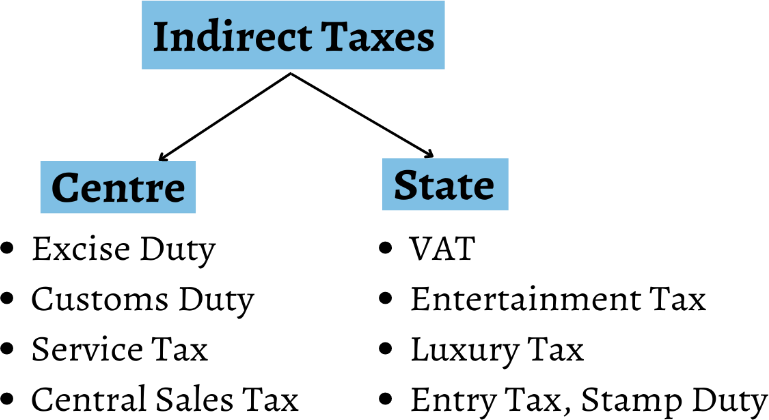 Indirect Taxes
Centre
• Excise Duty
• Customs Duty
• Service Tax
• Central Sales Tax
State
• VAT
• Entertainment Tax
• Luxury Tax
• Entry Tax, Stamp Duty